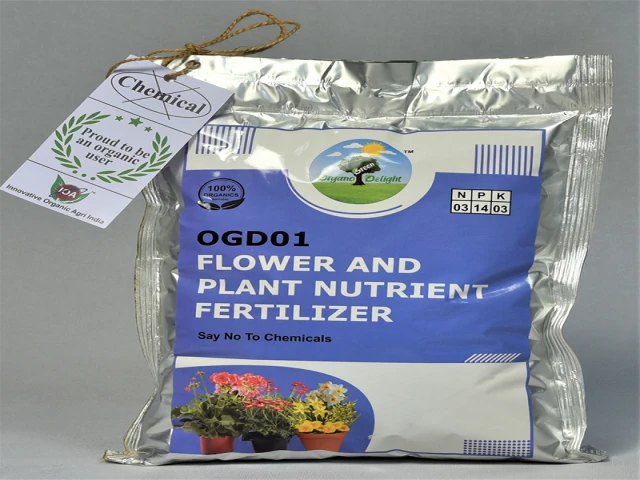 Chemical
Proud to be
an organic
user
IOA
Innovative Organic Agri India
Organo Green Delight
TM
100%
ORGANICS
N P K
03 14 03
OGD01
FLOWER AND
PLANT NUTRIENT
FERTILIZER
Say No To Chemicals